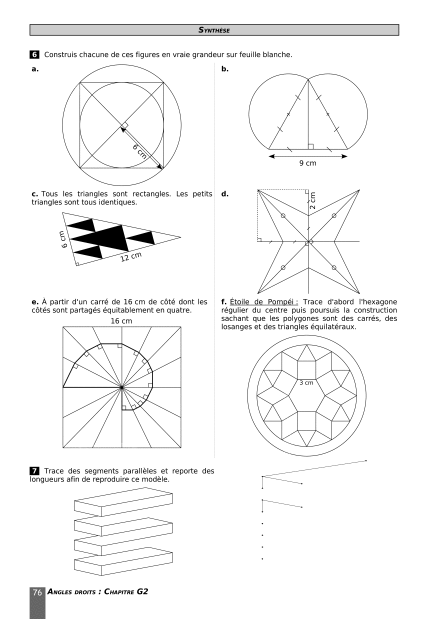 SYNTHÈSE
6 Construis chacune de ces figures en vraie grandeur sur feuille blanche.
a.
6 cm
b.
9 cm
c. Tous les triangles sont rectangles. Les petits
triangles sont tous identiques.
6 cm
12 cm
d.
2 cm
e. À partir d'un carré de 16 cm de côté dont les
côtés sont partagés équitablement en quatre.
16 cm
f. Étoile de Pompéi : Trace d'abord l'hexagone
régulier du centre puis poursuis la construction
sachant que les polygones sont des carrés, des
losanges et des triangles équilatéraux.
3 cm
7 Trace des segments parallèles et reporte des
longueurs afin de reproduire ce modèle.
76 ANGLES DROITS : CHAPITRE G2